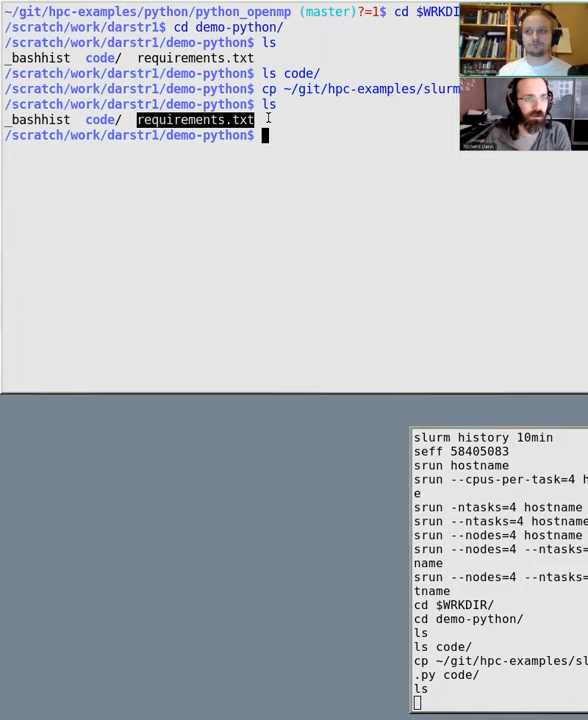 ~/git/hpc-examples/python/python_openmp (master)?=1$ cd $WRKDI
/scratch/work/darstr1$ cd demo-python/
/scratch/work/darstr1/demo-python$ ls
_bashhist  code/  requirements.txt
/scratch/work/darstr1/demo-python$ ls code/
/scratch/work/darstr1/demo-python$ cp ~/git/hpc-examples/slurm
/scratch/work/darstr1/demo-python$ ls
_bashhist  code/  requirements.txt
/scratch/work/darstr1/demo-python$
slurm history 10min
seff 58405083
srun hostname
srun --cpus-per-task=4 h
e
srun -ntasks=4 hostname
srun --ntasks=4 hostname
srun --nodes=4 hostname
srun --nodes=4 --ntasks=
name
srun --nodes=4 --ntasks=
tname
cd $WRKDIR/
cd demo-python/
ls
ls code/
cp ~/git/hpc-examples/sl
.py code/
ls